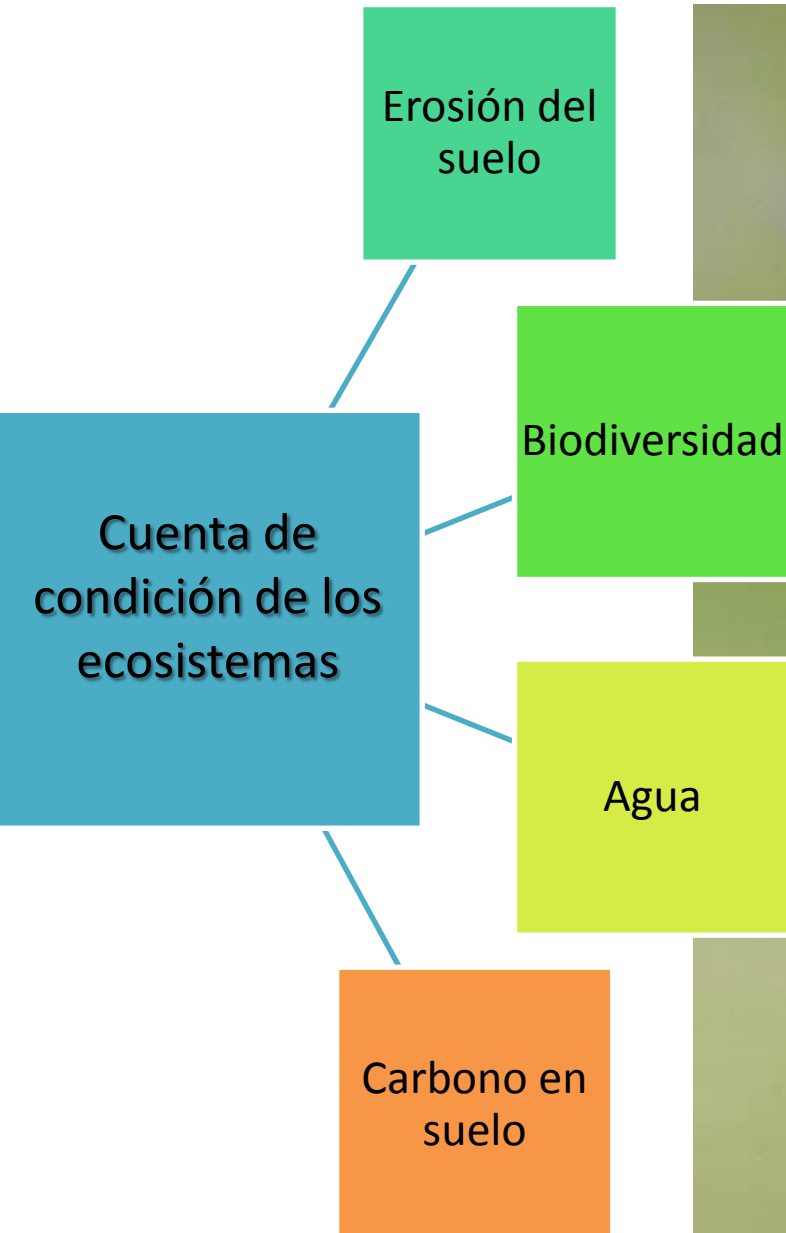 Erosión del
suelo
Biodiversidad
Cuenta de
condición de los
ecosistemas
Agua
Carbono en
suelo